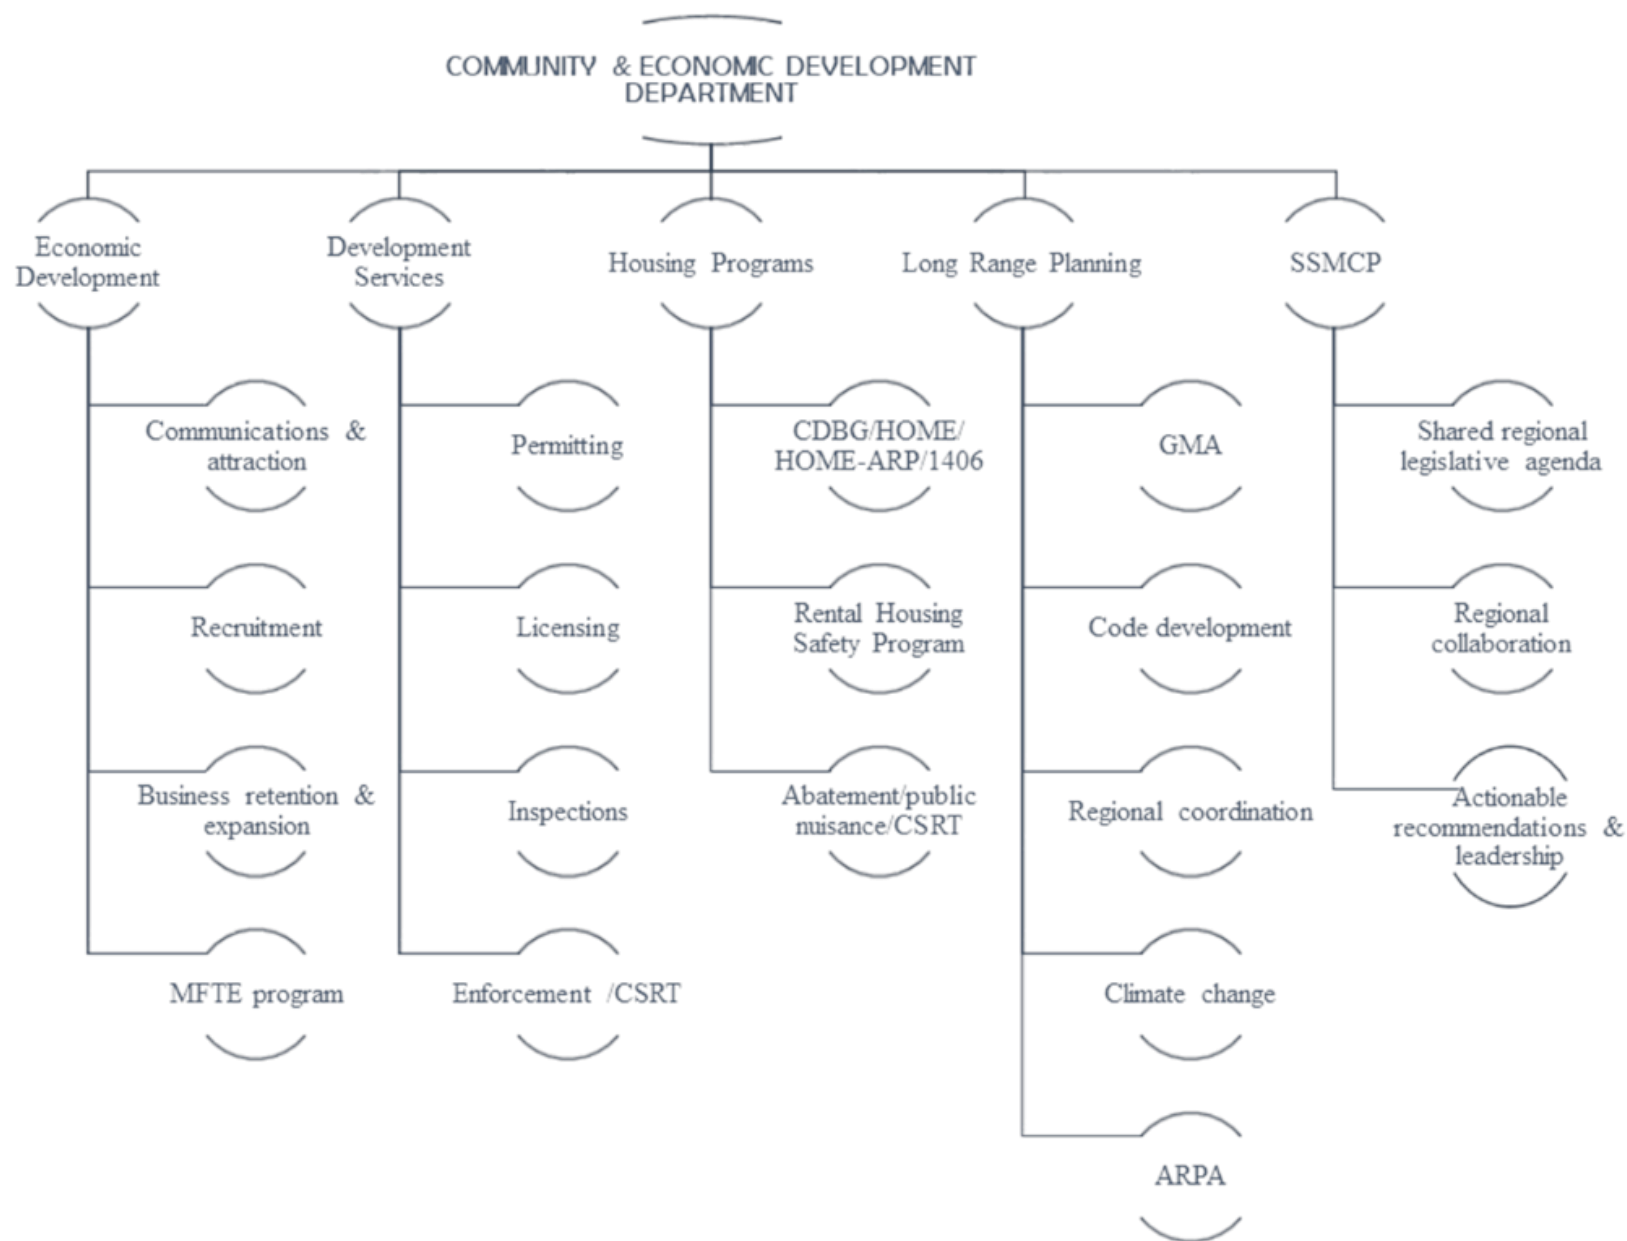 COMMUNITY & ECONOMIC DEVELOPMENT
DEPARTMENT
Economic
Development
Development
Services
Housing Programs
Long Range Planning
SSMCP
Communications &
attraction
Permitting
CDBG/HOME/
HOME-ARP/1406
GMA
Shared regional
legislative agenda
Recruitment
Licensing
Rental Housing
Safety Program
Code development
Regional
collaboration
Business retention &
expansion
Inspections
Abatement/public
nuisance/CSRT
Regional coordination
Actionable
recommendations &
leadership
MFTE program
Enforcement /CSRT
Climate change
ARPA